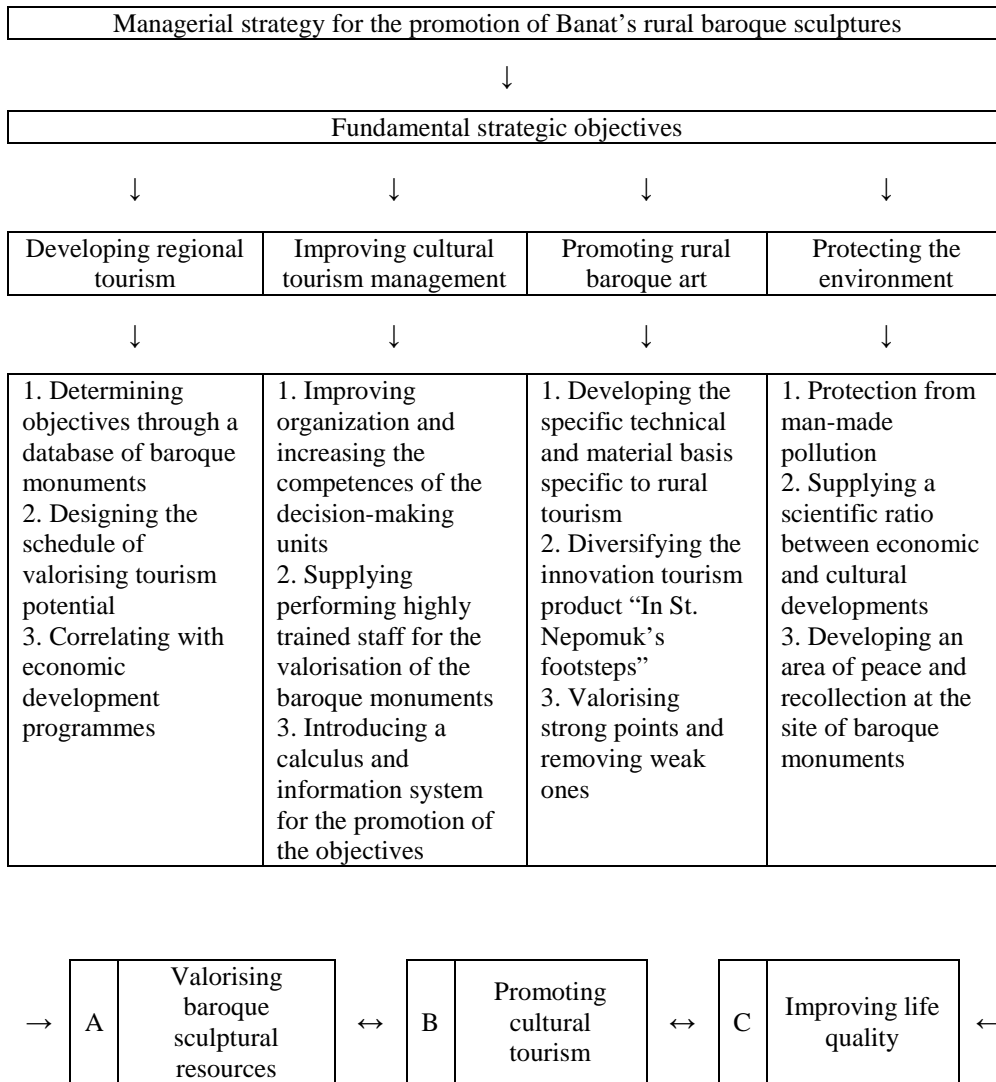 Managerial strategy for the promotion of Banat's rural baroque sculptures
↓
Fundamental strategic objectives
↓ ↓ ↓ ↓
Developing regional
tourism
Improving cultural
tourism management
Promoting rural
baroque art
Protecting the
environment
↓ ↓ ↓ ↓
1. Determining
objectives through a
database of baroque
monuments
2. Designing the
schedule of
valorising tourism
potential
3. Correlating with
economic
development
programmes
1. Improving
organization and
increasing the
competences of the
decision-making
units
2. Supplying
performing highly
trained staff for the
valorisation of the
baroque monuments
3. Introducing a
calculus and
information system
for the promotion of
the objectives
1. Developing the
specific technical
and material basis
specific to rural
tourism
2. Diversifying the
innovation tourism
product “In St.
Nepomuk’s
footsteps”
3. Valorising
strong points and
removing weak
ones
1. Protection from
man-made
pollution
2. Supplying a
scientific ratio
between economic
and cultural
developments
3. Developing an
area of peace and
recollection at the
site of baroque
monuments
→ A
Valorising
baroque
sculptural
resources
↔ B
Promoting
cultural
tourism
↔ C
Improving life
quality
←